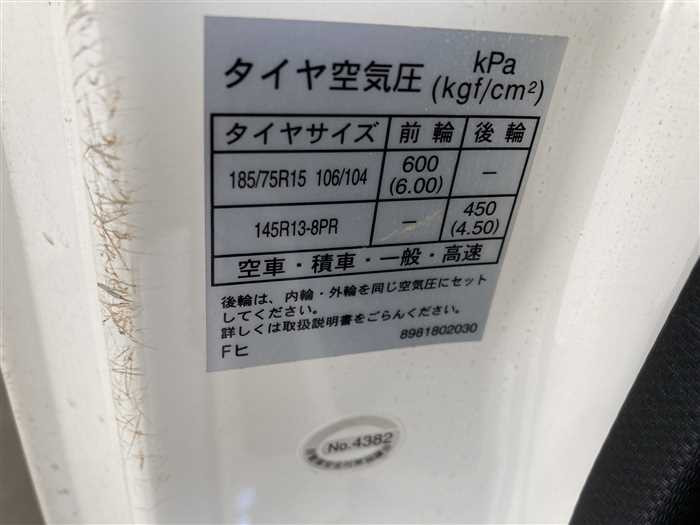 タイヤ空気圧 kPa
(kgf/cm²)
タイヤサイズ 前輪 後輪
185/75R15 106/104 600 (6.00) －
145R13-8PR － 450 (4.50)
空車・積車・一般・高速
後輪は、内輪・外輪を同じ空気圧にセット
してください。
詳しくは取扱説明書をごらんください。
8981802030
Fヒ
No.4382